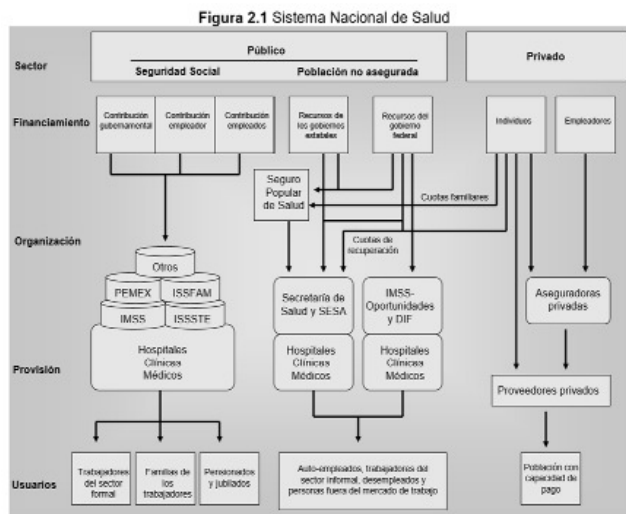 Figura 2.1 Sistema Nacional de Salud
Sector
Público
Seguridad Social
Población no asegurada
Privado
Financiamiento
Contribución
gubernamental
Contribución
empleador
Contribución
empleados
Recursos de
los gobiernos
estatales
Recursos del
gobierno
federal
Individuos
Empleadores
Seguro
Popular
de Salud
Cuotas familiares
Organización
Cuotas de
recuperación
Otros
PEMEX
ISSFAM
IMSS
ISSSTE
Secretaría de
Salud y SESA
IMSS-
Oportunidades
y DIF
Aseguradoras
privadas
Provisión
Hospitales
Clínicas
Médicos
Hospitales
Clínicas
Médicos
Hospitales
Clínicas
Médicos
Proveedores privados
Usuarios
Trabajadores
del sector
formal
Familias de
los
trabajadores
Pensionados
y jubilados
Auto-empleados, trabajadores del
sector informal, desempleados y
personas fuera del mercado de trabajo
Población con
capacidad de
pago